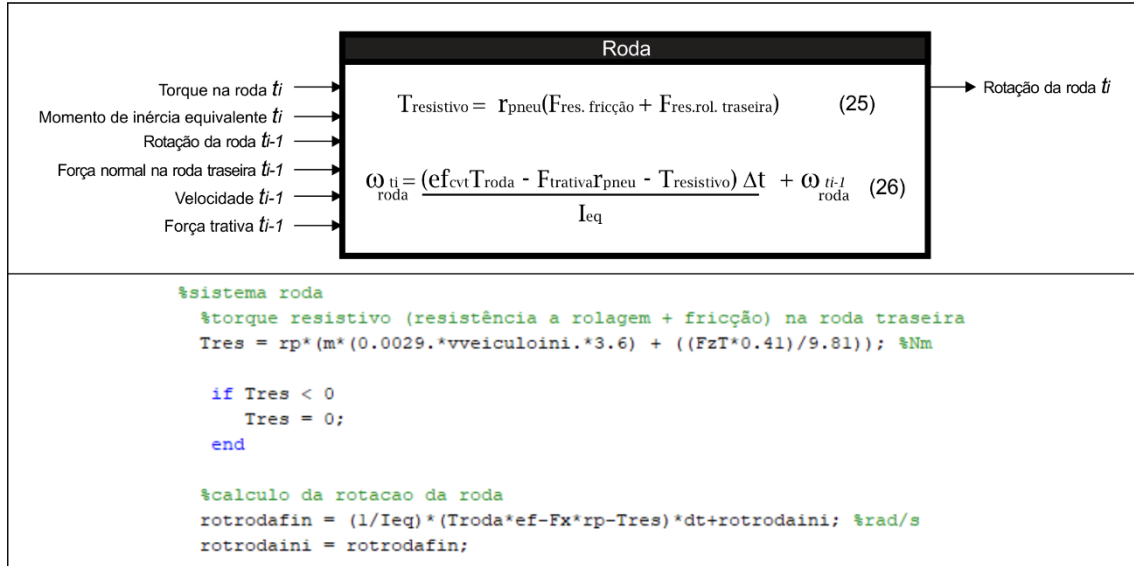 Roda
Torque na roda ti
Momento de inércia equivalente ti
Rotação da roda ti-1
Força normal na roda traseira ti-1
Velocidade ti-1
Força trativa ti-1
Tresistivo = rpneu(Fres. fricção + Fres.rol. traseira) (25)
ωroda ti = (efcvtTroda - Ftrativarpneu - Tresistivo) Δt / Ieq + ωroda ti-1 (26)
Rotação da roda ti
%sistema roda
%torque resistivo (resistência a rolagem + fricção) na roda traseira
Tres = rp*(m*(0.0029.*vveiculoini.*3.6) + ((FzT*0.41)/9.81)); %Nm
if Tres < 0
Tres = 0;
end
%calculo da rotacao da roda
rotrodafin = (1/Ieq)*(Troda*ef-Fx*rp-Tres)*dt+rotrodaini; %rad/s
rotrodaini = rotrodafin;